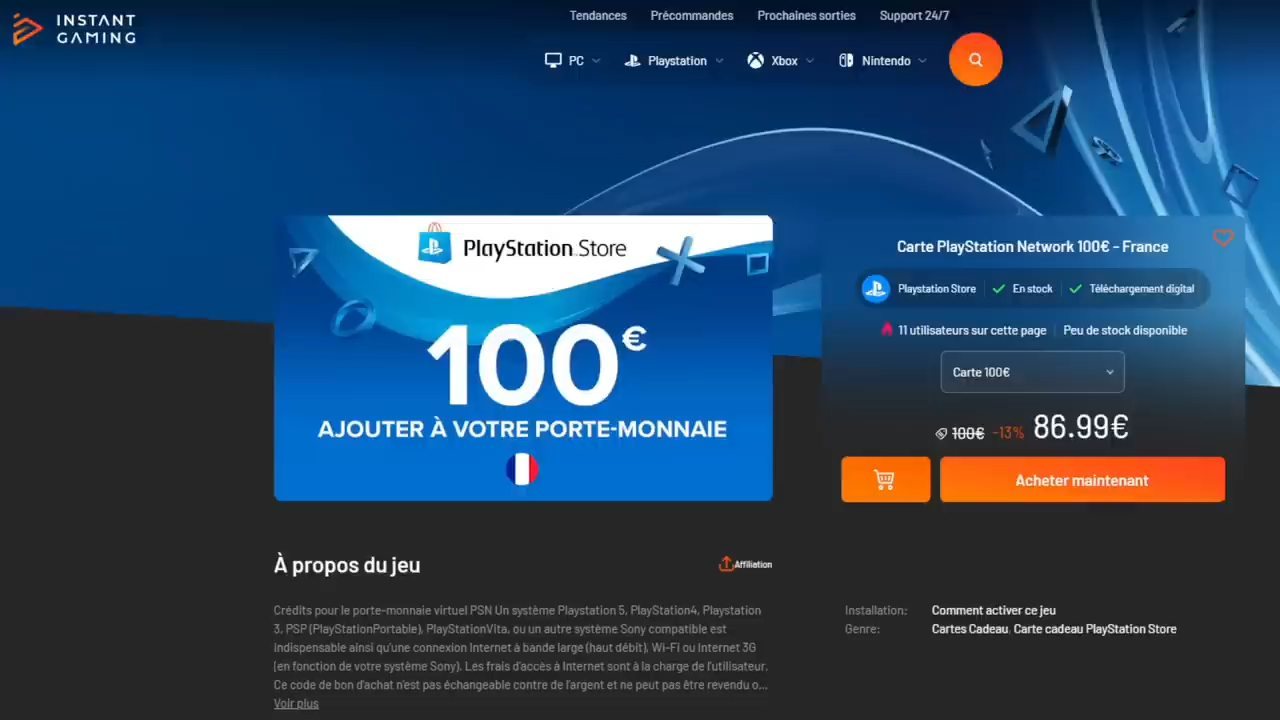 INSTANT
GAMING
Tendances Précommandes Prochaines sorties Support 24/7
PC Playstation Xbox Nintendo
PlayStation Store
100€
AJOUTER À VOTRE PORTE-MONNAIE
Carte PlayStation Network 100€ - France
Playstation Store En stock Téléchargement digital
11 utilisateurs sur cette page Peu de stock disponible
Carte 100€
100€ -13% 86.99€
Acheter maintenant
À propos du jeu
Affiliation
Crédits pour le porte-monnaie virtuel PSN Un système Playstation 5, PlayStation4, Playstation
3, PSP (PlayStationPortable), PlayStationVita, ou un autre système Sony compatible est
indispensable ainsi qu'une connexion Internet à bande large (haut débit), Wi-Fi ou Internet 3G
(en fonction de votre système Sony). Les frais d'accès à Internet sont à la charge de l'utilisateur.
Ce code de bon d'achat n'est pas échangeable contre de l'argent et ne peut pas être revendu o...
Voir plus
Installation: Comment activer ce jeu
Genre: Cartes Cadeau, Carte cadeau PlayStation Store